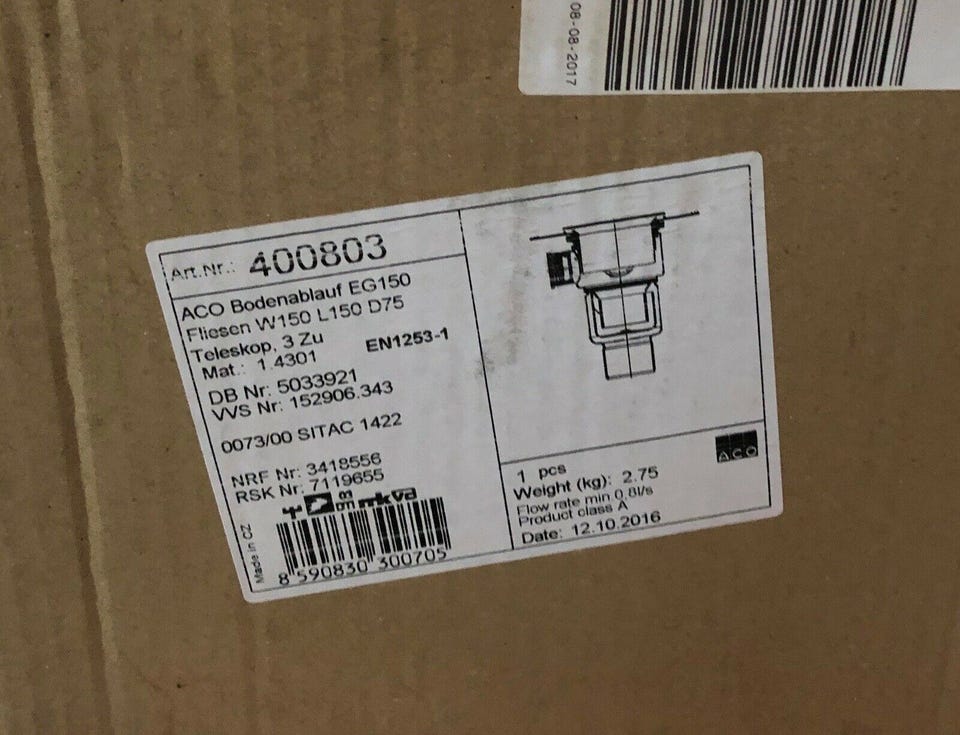 08-08-2017
Art.Nr.: 400803
ACO Bodenablauf EG150
Fliesen W150 L150 D75
Teleskop, 3 Zu
Mat.: 1.4301 EN1253-1
DB Nr: 5033921
VVS Nr: 152906.343
0073/00 SITAC 1422
NRF Nr: 3418556
RSK Nr: 7119655
mkva
Made in CZ
8 590830 300705
ACO
1 pcs
Weight (kg): 2.75
Flow rate min 0,8l/s
Product class A
Date: 12.10.2016